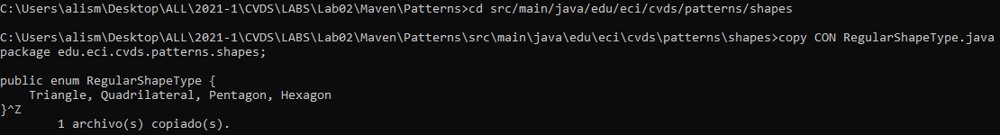 C:\Users\alism\Desktop\ALL\2021-1\CVDS\LABS\Lab02\Maven\Patterns>cd src/main/java/edu/eci/cvds/patterns/shapes
C:\Users\alism\Desktop\ALL\2021-1\CVDS\LABS\Lab02\Maven\Patterns\src\main\java\edu\eci\cvds\patterns\shapes>copy CON RegularShapeType.java
package edu.eci.cvds.patterns.shapes;
public enum RegularShapeType {
    Triangle, Quadrilateral, Pentagon, Hexagon
}^Z
        1 archivo(s) copiado(s).